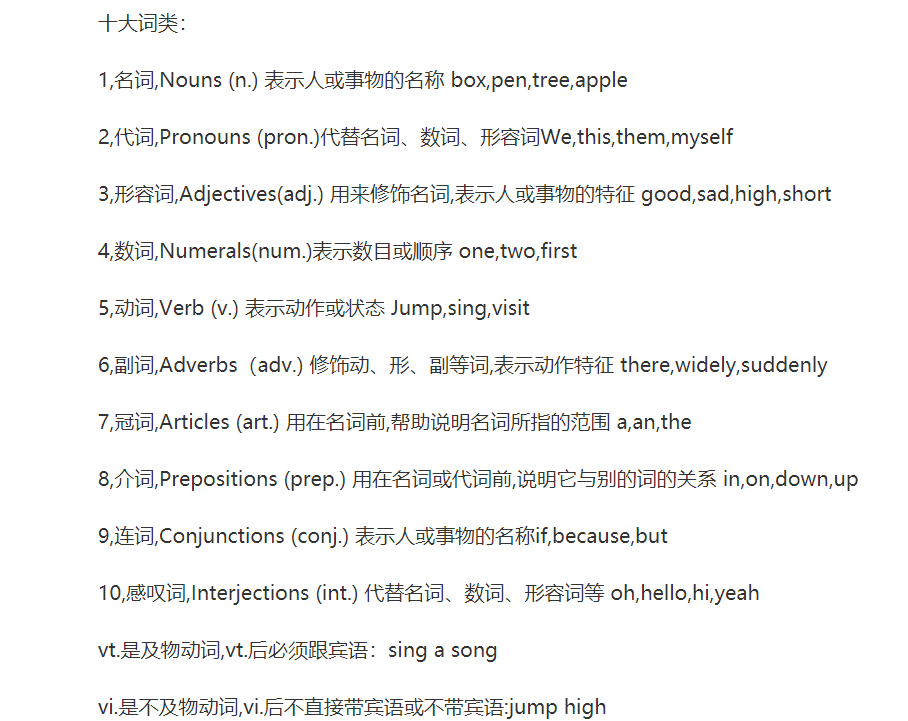 十大词类：
1,名词,Nouns (n.) 表示人或事物的名称 box,pen,tree,apple
2,代词,Pronouns (pron.)代替名词、数词、形容词We,this,them,myself
3,形容词,Adjectives(adj.) 用来修饰名词,表示人或事物的特征 good,sad,high,short
4,数词,Numerals(num.)表示数目或顺序 one,two,first
5,动词,Verb (v.) 表示动作或状态 Jump,sing,visit
6,副词,Adverbs（adv.) 修饰动、形、副等词,表示动作特征 there,widely,suddenly
7,冠词,Articles (art.) 用在名词前,帮助说明名词所指的范围 a,an,the
8,介词,Prepositions (prep.) 用在名词或代词前,说明它与别的词的关系 in,on,down,up
9,连词,Conjunctions (conj.) 表示人或事物的名称if,because,but
10,感叹词,Interjections (int.) 代替名词、数词、形容词等 oh,hello,hi,yeah
vt.是及物动词,vt.后必须跟宾语：sing a song
vi.是不及物动词,vi.后不直接带宾语或不带宾语:jump high